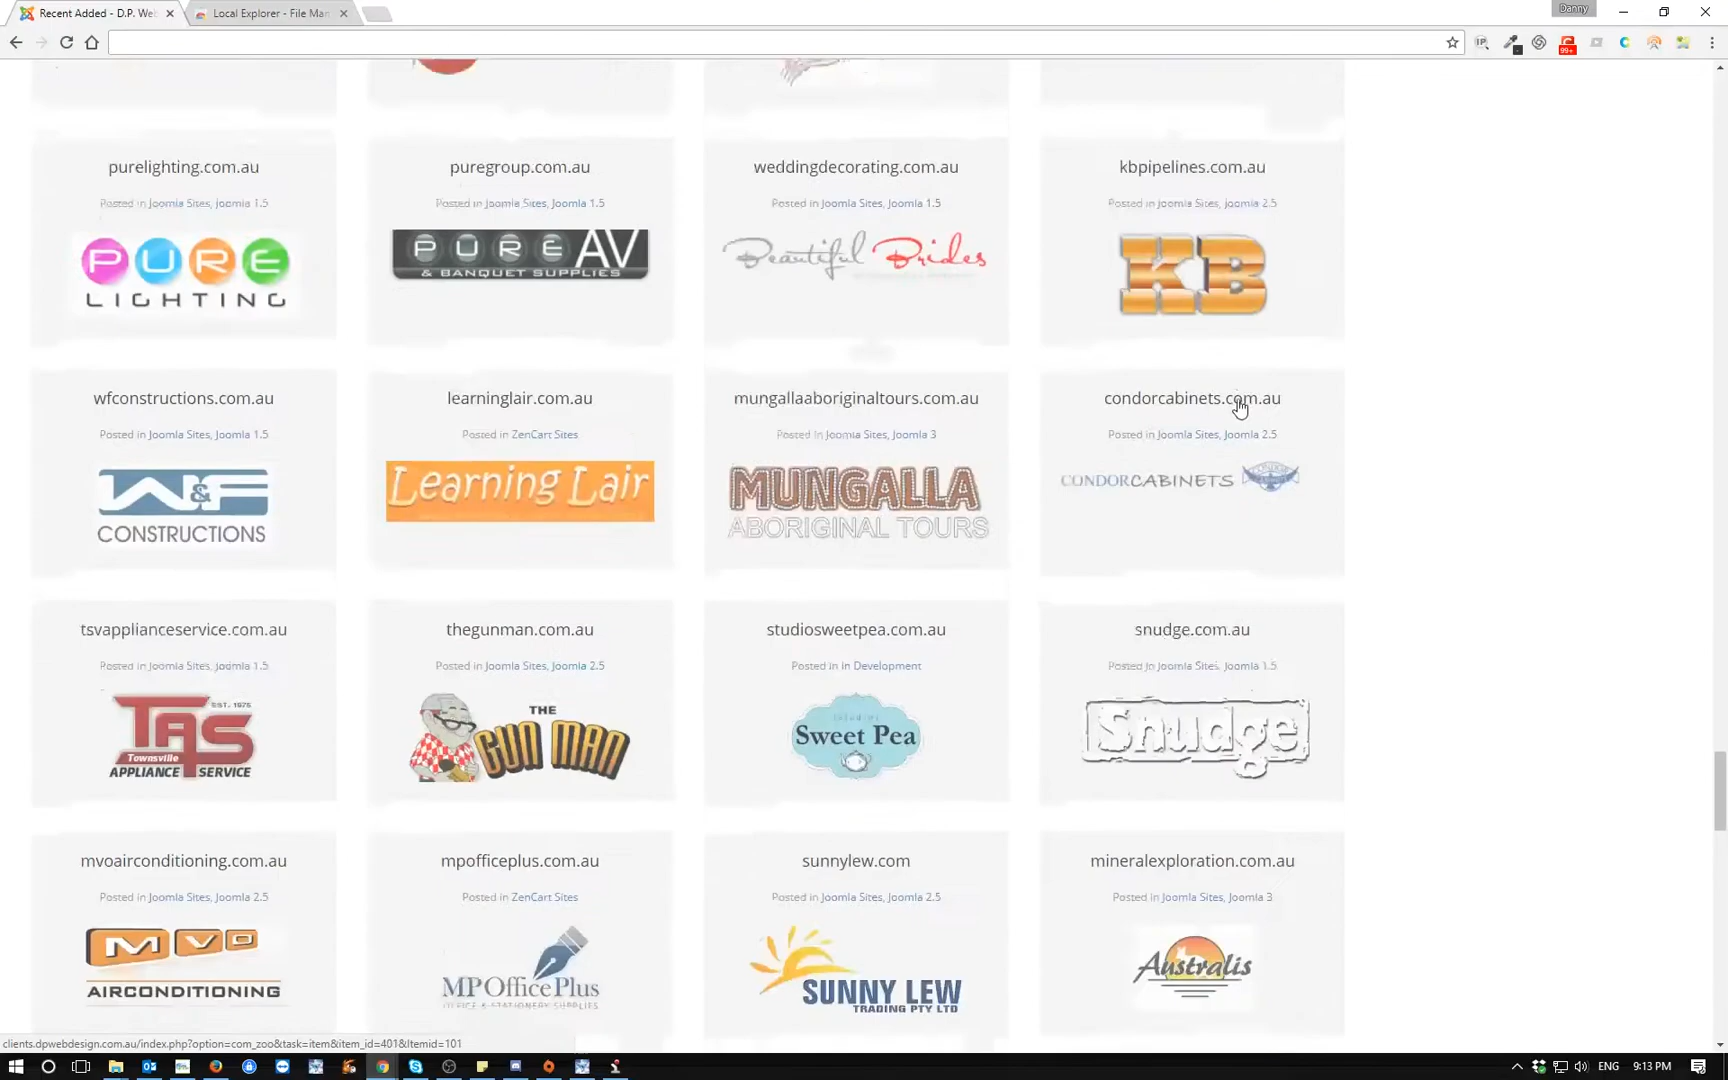 Recent Added - D.P. We
Local Explorer - File Man
Danny
99+
purelighting.com.au
puregroup.com.au
weddingdecorating.com.au
kbpipelines.com.au
Posted in Joomla Sites, Joomla 1.5
Posted in Joomla Sites, Joomla 1.5
Posted in Joomla Sites, Joomla 1.5
Posted in Joomla Sites, Joomla 2.5
PURE
LIGHTING
PURE AV
& BANQUET SUPPLIES
Beautiful Brides
KB
wfconstructions.com.au
learninglair.com.au
mungallaaboriginaltours.com.au
condorcabinets.com.au
Posted in Joomla Sites, Joomla 1.5
Posted in ZenCart Sites
Posted in Joomla Sites, Joomla 3
Posted in Joomla Sites, Joomla 2.5
W&F
CONSTRUCTIONS
Learning Lair
MUNGALLA
ABORIGINAL TOURS
CONDORCABINETS
tsvapplianceservice.com.au
thegunman.com.au
studiosweetpea.com.au
snudge.com.au
Posted in Joomla Sites, Joomla 1.5
Posted in Joomla Sites, Joomla 2.5
Posted in In Development
Posted in Joomla Sites, Joomla 1.5
EST. 1976
TAS
Townsville
APPLIANCE SERVICE
THE
GUN MAN
Sweet Pea
Snudge
mvoairconditioning.com.au
mpofficeplus.com.au
sunnylew.com
mineralexploration.com.au
Posted in Joomla Sites, Joomla 2.5
Posted in ZenCart Sites
Posted in Joomla Sites, Joomla 2.5
Posted in Joomla Sites, Joomla 3
MVO
AIRCONDITIONING
MP Office Plus
OFFICE & STATIONERY SUPPLIES
SUNNY LEW
TRADING PTY LTD
Australis
clients.dpwebdesign.com.au/index.php?option=com_zoo&task=item&item_id=401&Itemid=101
ENG
9:13 PM